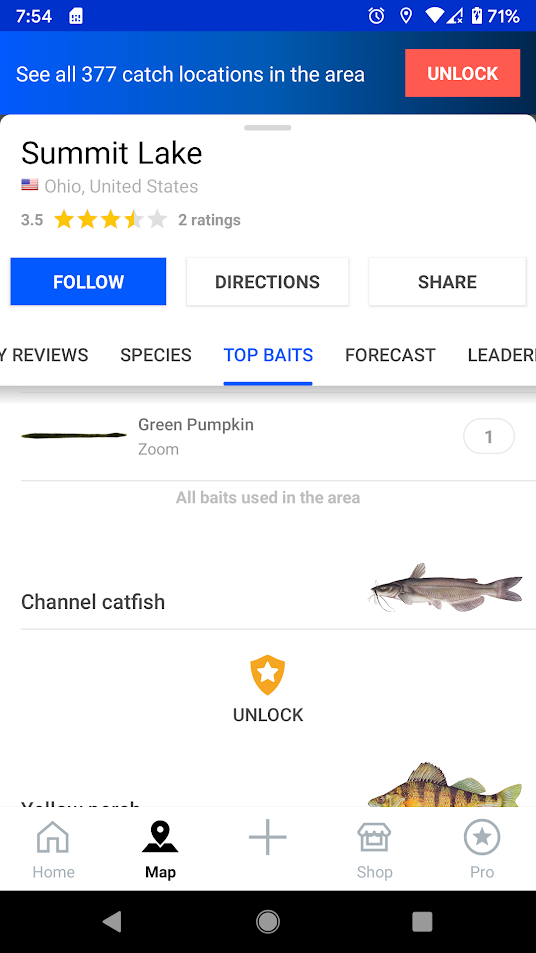 7:54
71%
See all 377 catch locations in the area
UNLOCK
Summit Lake
Ohio, United States
3.5
2 ratings
FOLLOW
DIRECTIONS
SHARE
Y REVIEWS
SPECIES
TOP BAITS
FORECAST
LEADER
Green Pumpkin
Zoom
1
All baits used in the area
Channel catfish
UNLOCK
Yellow perch
Home
Map
Shop
Pro